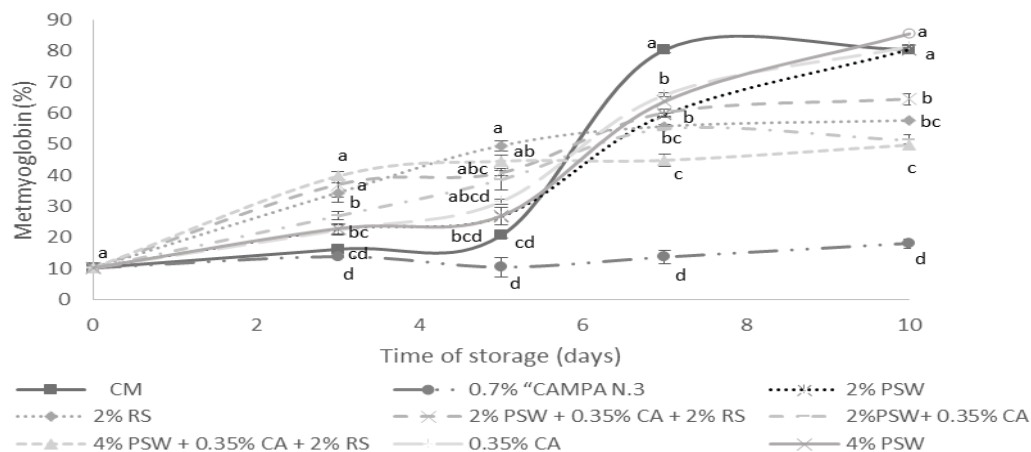 90
a
a
80
a
70
b
60
b
b
Metmyoglobin (%)
50
a
bc
bc
a
ab
40
a
abc
c
c
30
b
abcd
20
bc
bcd
cd
a
cd
10
d
d
d
d
0
0 2 4 6 8 10
Time of storage (days)
CM 0.7% “CAMPA N.3 2% PSW
2% RS 2% PSW + 0.35% CA + 2% RS 2%PSW+ 0.35% CA
4% PSW + 0.35% CA + 2% RS 0.35% CA 4% PSW